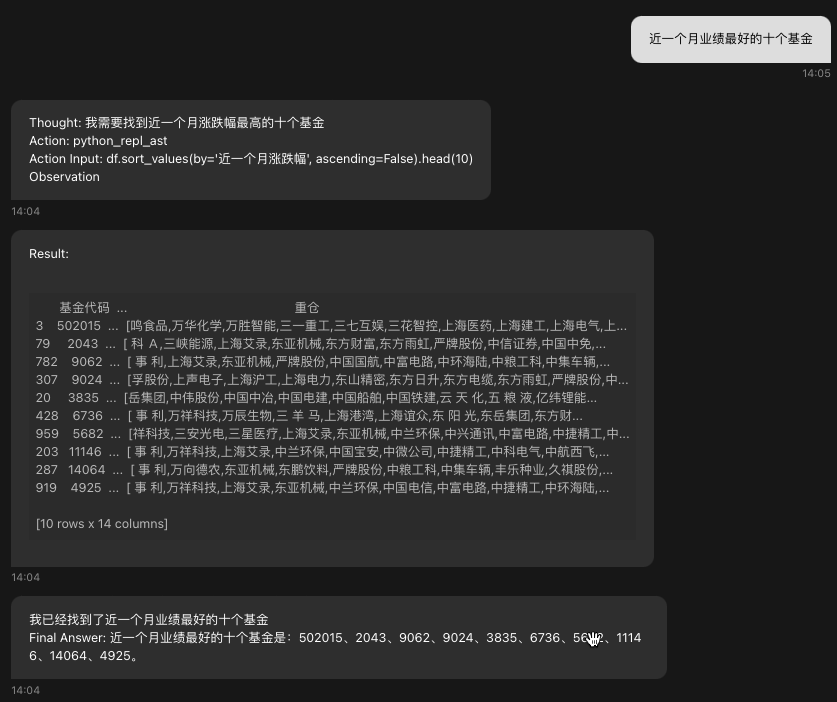 近一个月业绩最好的十个基金
14:05
Thought: 我需要找到近一个月涨跌幅最高的十个基金
Action: python_repl_ast
Action Input: df.sort_values(by='近一个月涨跌幅', ascending=False).head(10)
Observation
14:04
Result:
基金代码 ... 重仓
3 502015 ... [鸣食品,万华化学,万胜智能,三一重工,三七互娱,三花智控,上海医药,上海建工,上海电气,上...
79 2043 ... [ 科 A,三峡能源,上海艾录,东亚机械,东方财富,东方雨虹,严牌股份,中信证券,中国中免,...
782 9062 ... [ 事 利,上海艾录,东亚机械,严牌股份,中国国航,中富电路,中环海陆,中粮工科,中集车辆,...
307 9024 ... [孚股份,上声电子,上海沪工,上海电力,东山精密,东方日升,东方电缆,东方雨虹,严牌股份,中...
20 3835 ... [岳集团,中伟股份,中国中冶,中国电建,中国船舶,中国铁建,云 天 化,五 粮 液,亿纬锂能...
428 6736 ... [ 事 利,万祥科技,万辰生物,三 羊 马,上海港湾,上海谊众,东 阳 光,东岳集团,东方财...
959 5682 ... [祥科技,三安光电,三星医疗,上海艾录,东亚机械,中兰环保,中兴通讯,中富电路,中捷精工,中...
203 11146 ... [ 事 利,万祥科技,上海艾录,中兰环保,中国宝安,中微公司,中捷精工,中科电气,中航西飞,...
287 14064 ... [ 事 利,万向德农,东亚机械,东鹏饮料,严牌股份,中粮工科,中集车辆,丰乐种业,久祺股份,...
919 4925 ... [ 事 利,万祥科技,上海艾录,东亚机械,中兰环保,中国电信,中富电路,中捷精工,中环海陆,...
[10 rows x 14 columns]
14:04
我已经找到了近一个月业绩最好的十个基金
Final Answer: 近一个月业绩最好的十个基金是：502015、2043、9062、9024、3835、6736、5682、1114
6、14064、4925。
14:04